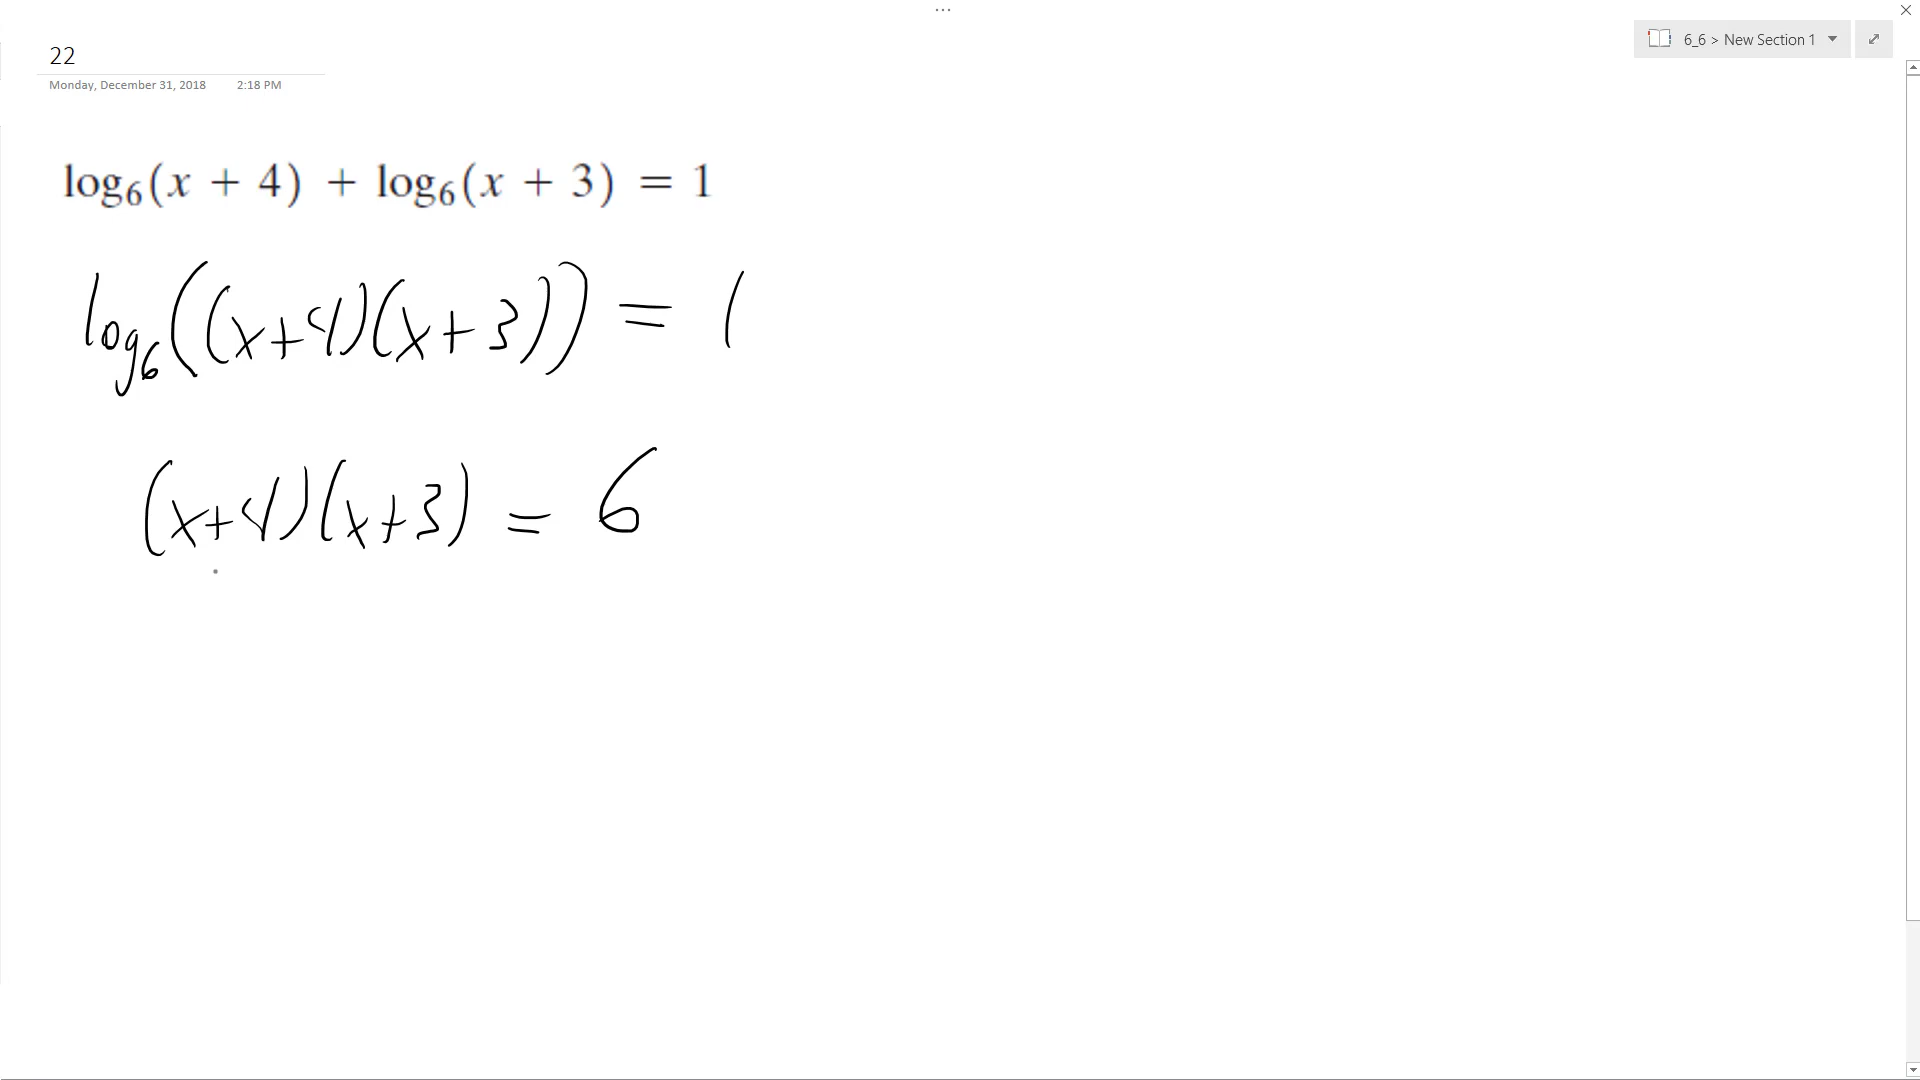 22
6_6 > New Section 1
Monday, December 31, 2018 2:18 PM
log₆(x + 4) + log₆(x + 3) = 1
log₆((x+4)(x+3)) = 1
(x+4)(x+3) = 6